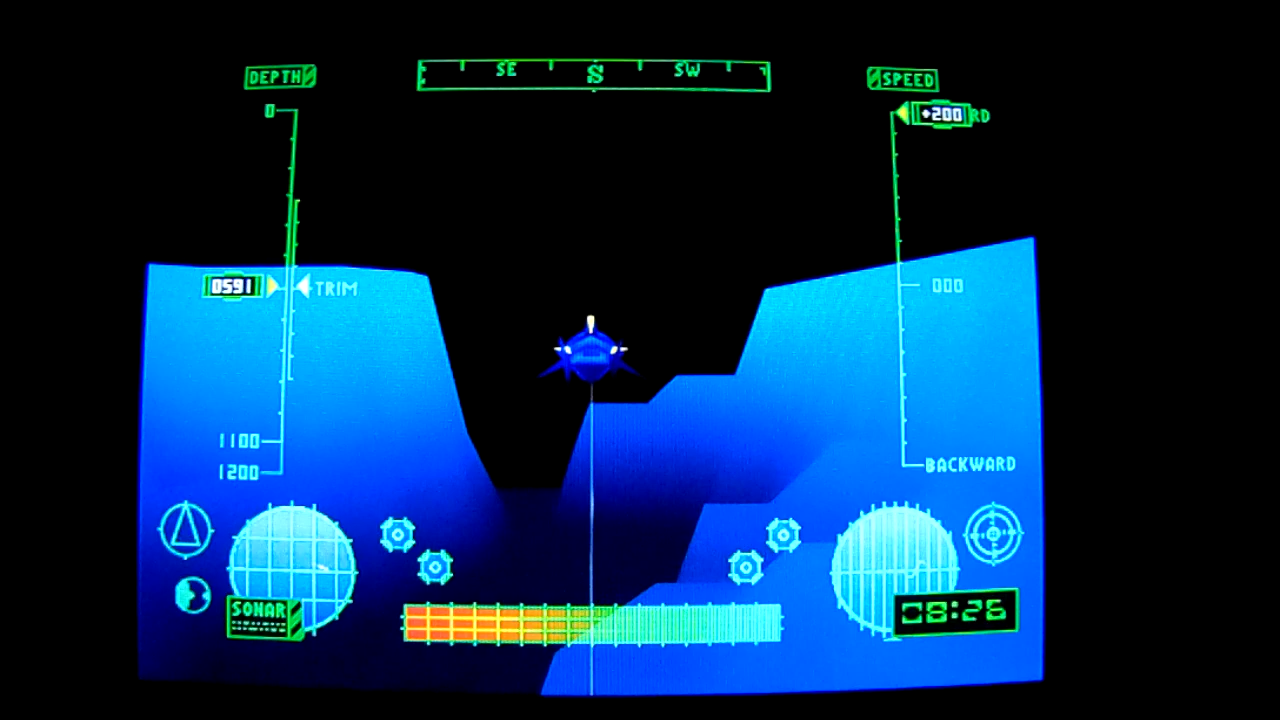 DEPTH
SE S SW
SPEED
0
+200
RD
0591
TRIM
000
1100
1200
BACKWARD
SONAR
08:26